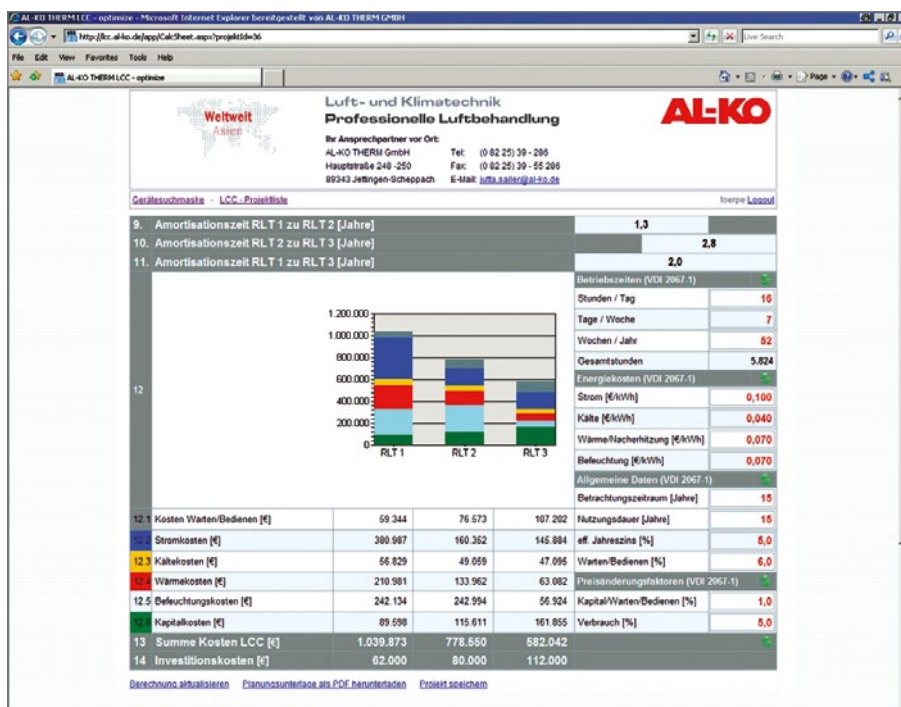 AL-KO THERM LCC - optimize - Microsoft Internet Explorer bereitgestellt von AL-KO THERM GMBH
http://lcc.al-ko.de/app/CalcSheet.aspx?projektId=36
Live Search
File Edit View Favorites Tools Help
AL-KO THERM LCC - optimize
Page
Weltweit
Asien
Luft- und Klimatechnik
Professionelle Luftbehandlung
Ihr Ansprechpartner vor Ort:
AL-KO THERM GmbH Tel: (0 82 25) 39 - 286
Hauptstraße 248 -250 Fax: (0 82 25) 39 - 55 286
89343 Jettingen-Scheppach E-Mail: jutta.sailer@al-ko.de
AL-KO
Gerätesuchmaske - LCC - Projektliste
toerpe Logout
9. Amortisationszeit RLT 1 zu RLT 2 [Jahre] 1,3
10. Amortisationszeit RLT 2 zu RLT 3 [Jahre] 2,8
11. Amortisationszeit RLT 1 zu RLT 3 [Jahre] 2,0
12
1.200.000
1.000.000
800.000
600.000
400.000
200.000
0
RLT 1 RLT 2 RLT 3
Betriebszeiten (VDI 2067-1)
Stunden / Tag 16
Tage / Woche 7
Wochen / Jahr 52
Gesamtstunden 5.824
Energiekosten (VDI 2067-1)
Strom [€/kWh] 0,100
Kälte [€/kWh] 0,040
Wärme/Nacherhitzung [€/kWh] 0,070
Befeuchtung [€/kWh] 0,070
Allgemeine Daten (VDI 2067-1)
Betrachtungszeitraum [Jahre] 15
12.1 Kosten Warten/Bedienen [€] 59.344 76.573 107.202 Nutzungsdauer [Jahre] 15
12.2 Stromkosten [€] 380.987 160.352 145.884 eff. Jahreszins [%] 5,0
12.3 Kältekosten [€] 56.829 49.059 47.095 Warten/Bedienen [%] 6,0
12.4 Wärmekosten [€] 210.981 133.962 63.082 Preisänderungsfaktoren (VDI 2067-1)
12.5 Befeuchtungskosten [€] 242.134 242.994 56.924 Kapital/Warten/Bedienen [%] 1,0
12.6 Kapitalkosten [€] 89.598 115.611 161.855 Verbrauch [%] 5,0
13 Summe Kosten LCC [€] 1.039.873 778.550 582.042
14 Investitionskosten [€] 62.000 80.000 112.000
Berechnung aktualisieren Planungsunterlage als PDF herunterladen Projekt speichern